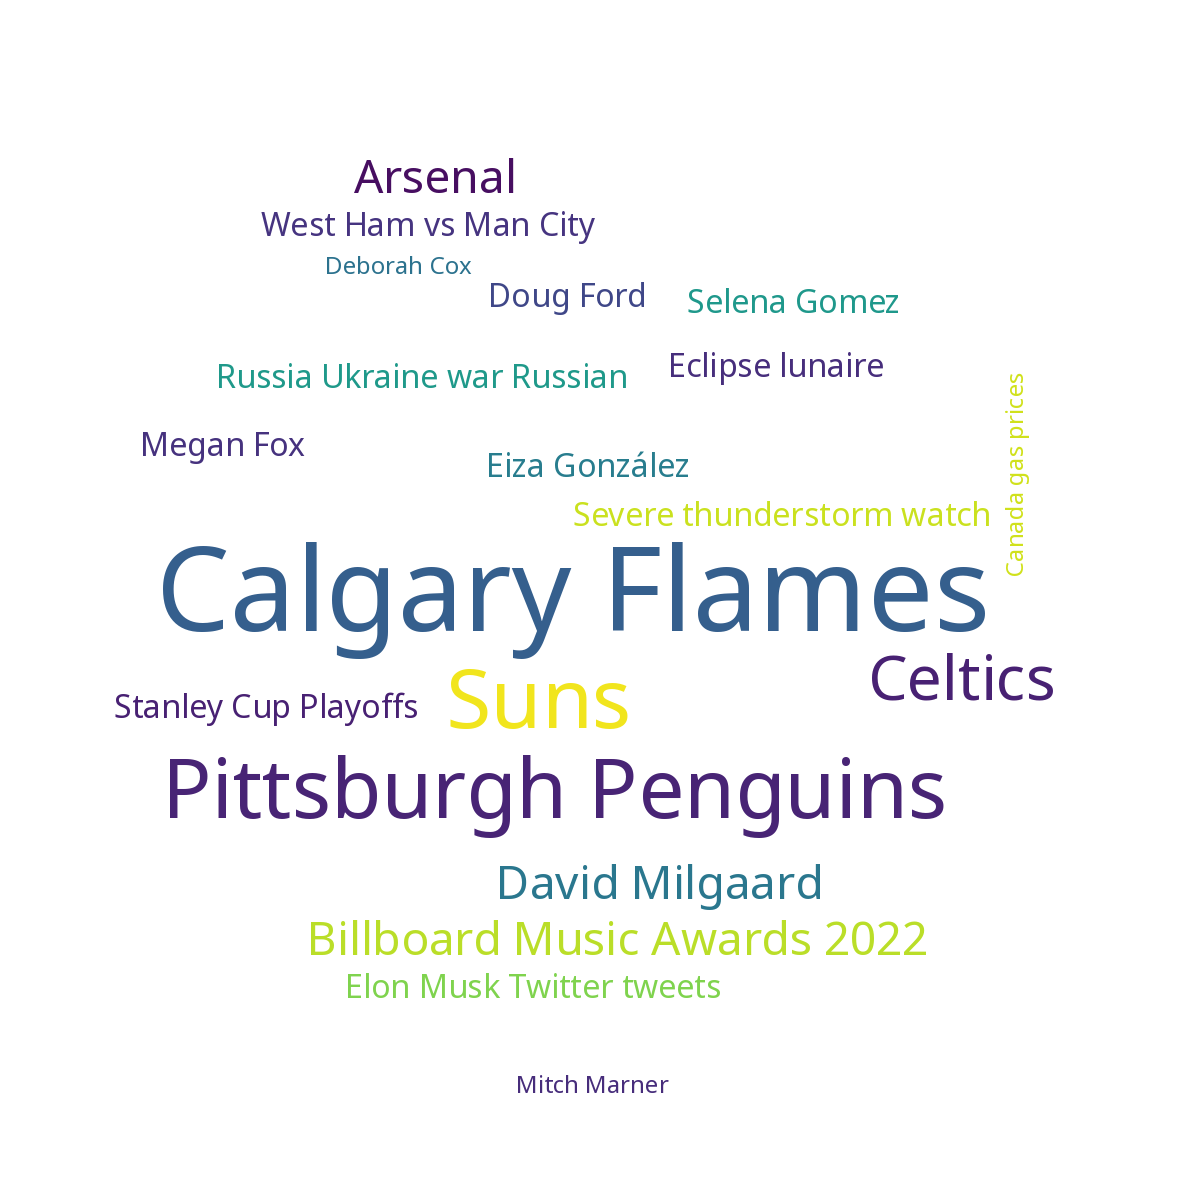 Arsenal
West Ham vs Man City
Deborah Cox
Doug Ford
Selena Gomez
Eclipse lunaire
Russia Ukraine war Russian
Canada gas prices
Megan Fox
Eiza González
Severe thunderstorm watch
Calgary Flames
Celtics
Suns
Stanley Cup Playoffs
Pittsburgh Penguins
David Milgaard
Billboard Music Awards 2022
Elon Musk Twitter tweets
Mitch Marner